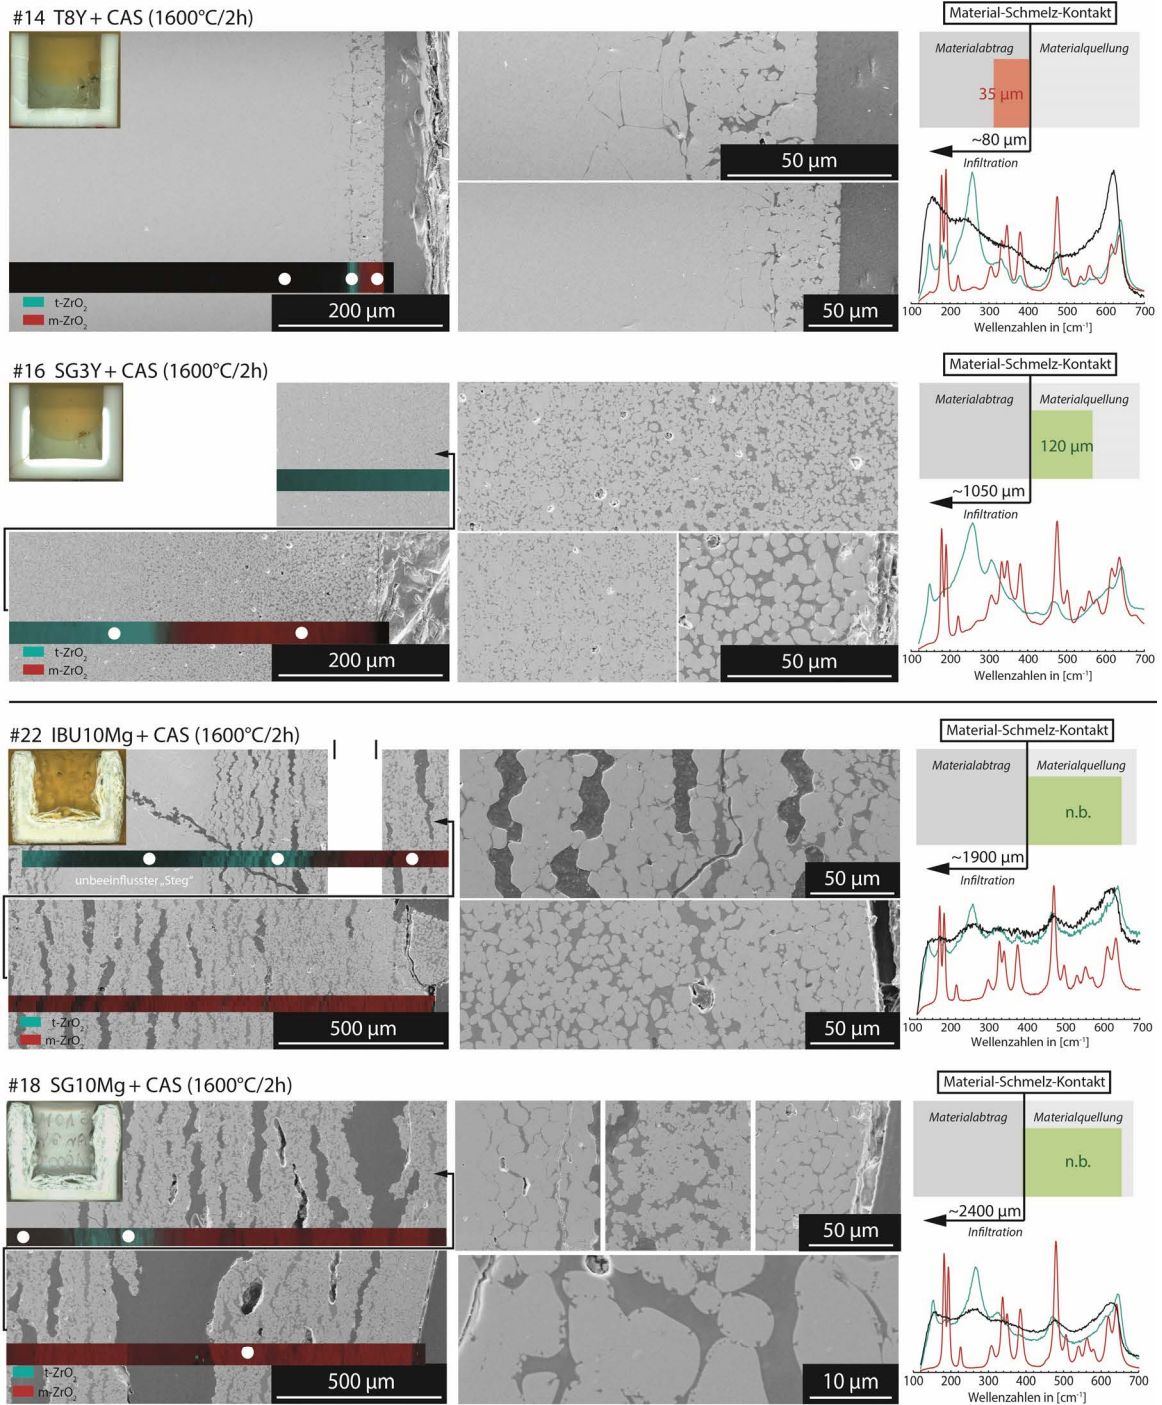 #14 T8Y + CAS (1600°C/2h)
50 µm
t-ZrO2
m-ZrO2
200 µm
50 µm
Material-Schmelz-Kontakt
Materialabtrag
Materialquellung
35 µm
~80 µm
Infiltration
100 200 300 400 500 600 700
Wellenzahlen in [cm-1]
#16 SG3Y + CAS (1600°C/2h)
t-ZrO2
m-ZrO2
200 µm
50 µm
Material-Schmelz-Kontakt
Materialabtrag
Materialquellung
120 µm
~1050 µm
Infiltration
100 200 300 400 500 600 700
Wellenzahlen in [cm-1]
#22 IBU10Mg + CAS (1600°C/2h)
unbeeinflusster „Steg“
50 µm
t-ZrO2
m-ZrO2
500 µm
50 µm
Material-Schmelz-Kontakt
Materialabtrag
Materialquellung
n.b.
~1900 µm
Infiltration
100 200 300 400 500 600 700
Wellenzahlen in [cm-1]
#18 SG10Mg + CAS (1600°C/2h)
50 µm
t-ZrO2
m-ZrO2
500 µm
10 µm
Material-Schmelz-Kontakt
Materialabtrag
Materialquellung
n.b.
~2400 µm
Infiltration
100 200 300 400 500 600 700
Wellenzahlen in [cm-1]